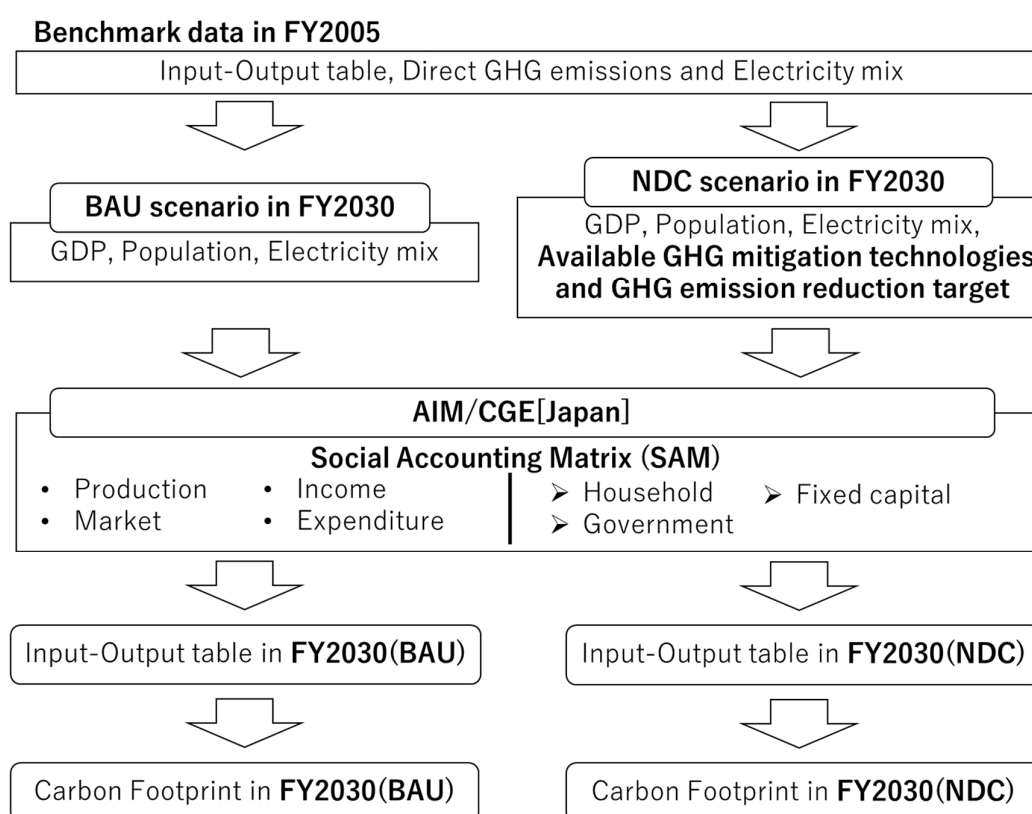 Benchmark data in FY2005
Input-Output table, Direct GHG emissions and Electricity mix
BAU scenario in FY2030
GDP, Population, Electricity mix
NDC scenario in FY2030
GDP, Population, Electricity mix,
Available GHG mitigation technologies
and GHG emission reduction target
AIM/CGE[Japan]
Social Accounting Matrix (SAM)
• Production
• Market
• Income
• Expenditure
➢ Household
➢ Government
➢ Fixed capital
Input-Output table in FY2030(BAU)
Input-Output table in FY2030(NDC)
Carbon Footprint in FY2030(BAU)
Carbon Footprint in FY2030(NDC)